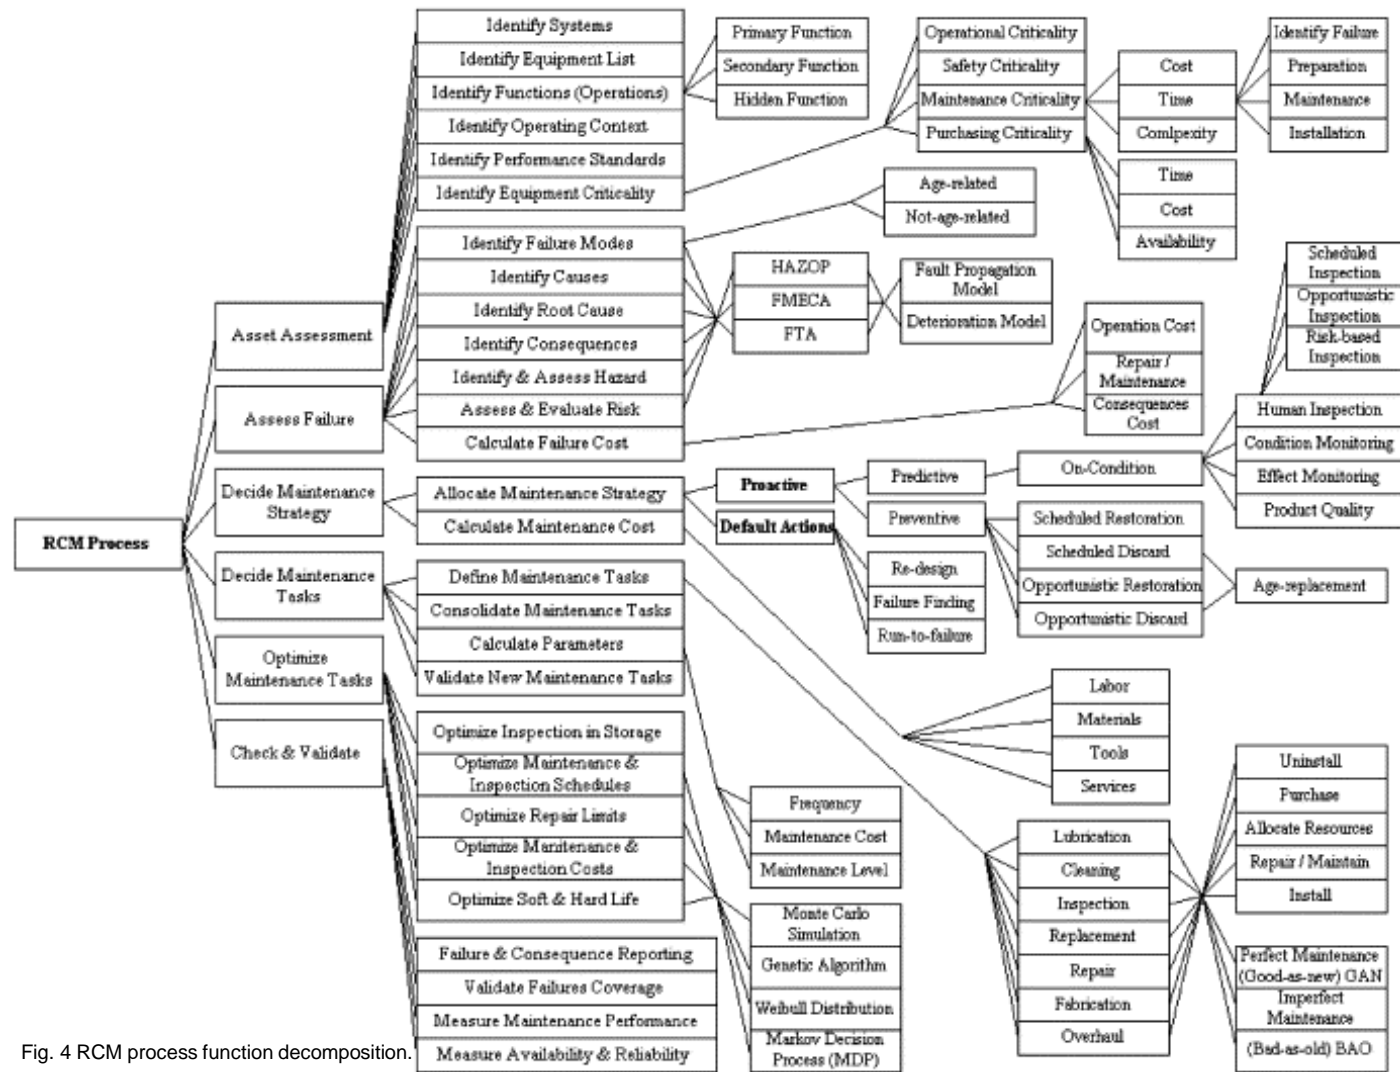 RCM Process
Asset Assessment
Assess Failure
Decide Maintenance
Strategy
Decide Maintenance
Tasks
Optimize
Maintenance Tasks
Check & Validate
Identify Systems
Identify Equipment List
Identify Functions (Operations)
Identify Operating Context
Identify Performance Standards
Identify Equipment Criticality
Identify Failure Modes
Identify Causes
Identify Root Cause
Identify Consequences
Identify & Assess Hazard
Assess & Evaluate Risk
Calculate Failure Cost
Allocate Maintenance Strategy
Calculate Maintenance Cost
Define Maintenance Tasks
Consolidate Maintenance Tasks
Calculate Parameters
Validate New Maintenance Tasks
Optimize Inspection in Storage
Optimize Maintenance &
Inspection Schedules
Optimize Repair Limits
Optimize Manitenance &
Inspection Costs
Optimize Soft & Hard Life
Failure & Consequence Reporting
Validate Failures Coverage
Measure Maintenance Performance
Measure Availability & Reliability
Primary Function
Secondary Function
Hidden Function
Operational Criticality
Safety Criticality
Maintenance Criticality
Purchasing Criticality
Cost
Time
Comlpexity
Identify Failure
Preparation
Maintenance
Installation
Time
Cost
Availability
Age-related
Not-age-related
HAZOP
FMECA
FTA
Fault Propagation
Model
Deterioration Model
Operation Cost
Repair /
Maintenance
Consequences
Cost
Scheduled
Inspection
Opportunistic
Inspection
Risk-based
Inspection
Human Inspection
Condition Monitoring
Effect Monitoring
Product Quality
Proactive
Default Actions
Predictive
Preventive
On-Condition
Scheduled Restoration
Scheduled Discard
Opportunistic Restoration
Opportunistic Discard
Age-replacement
Re-design
Failure Finding
Run-to-failure
Labor
Materials
Tools
Services
Frequency
Maintenance Cost
Maintenance Level
Monte Carlo
Simulation
Genetic Algorithm
Weibull Distribution
Markov Decision
Process (MDP)
Lubrication
Cleaning
Inspection
Replacement
Repair
Fabrication
Overhaul
Uninstall
Purchase
Allocate Resources
Repair / Maintain
Install
Perfect Maintenance
(Good-as-new) GAN
Imperfect
Maintenance
(Bad-as-old) BAO
Fig. 4 RCM process function decomposition.